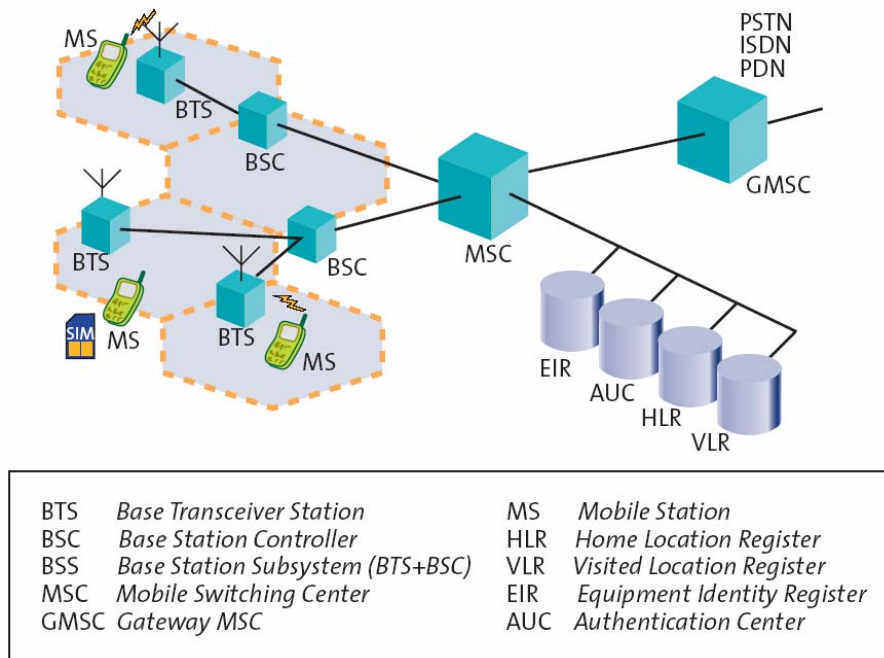 PSTN
ISDN
PDN
MS
BTS
BSC
GMSC
MSC
BTS
BSC
SIM
MS
BTS
MS
EIR
AUC
HLR
VLR
BTS Base Transceiver Station
BSC Base Station Controller
BSS Base Station Subsystem (BTS+BSC)
MSC Mobile Switching Center
GMSC Gateway MSC
MS Mobile Station
HLR Home Location Register
VLR Visited Location Register
EIR Equipment Identity Register
AUC Authentication Center